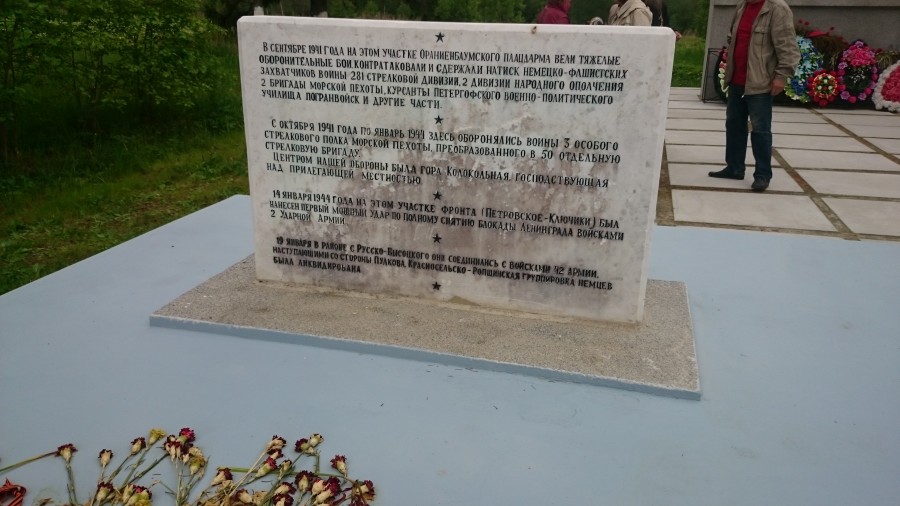 В СЕНТЯБРЕ 1941 ГОДА НА ЭТОМ УЧАСТКЕ ОРАНИЕНБАУМСКОГО ПЛАЦДАРМА ВЕЛИ ТЯЖЕЛЫЕ
ОБОРОНИТЕЛЬНЫЕ БОИ, КОНТРАТАКОВАЛИ И СДЕРЖАЛИ НАТИСК НЕМЕЦКО-ФАШИСТСКИХ
ЗАХВАТЧИКОВ ВОИНЫ 281 СТРЕЛКОВОЙ ДИВИЗИИ, 2 ДИВИЗИИ НАРОДНОГО ОПОЛЧЕНИЯ
2 БРИГАДЫ МОРСКОЙ ПЕХОТЫ, КУРСАНТЫ ПЕТЕРГОФСКОГО ВОЕННО-ПОЛИТИЧЕСКОГО
УЧИЛИЩА ПОГРАНВОЙСК И ДРУГИЕ ЧАСТИ.
С ОКТЯБРЯ 1941 ГОДА ПО ЯНВАРЬ 1944 ЗДЕСЬ ОБОРОНЯЛИСЬ ВОИНЫ 3 ОСОБОГО
СТРЕЛКОВОГО ПОЛКА МОРСКОЙ ПЕХОТЫ, ПРЕОБРАЗОВАННОГО В 50 ОТДЕЛЬНУЮ
СТРЕЛКОВУЮ БРИГАДУ.
ЦЕНТРОМ НАШЕЙ ОБОРОНЫ БЫЛА ГОРА КОЛОКОЛЬНАЯ, ГОСПОДСТВУЮЩАЯ
НАД ПРИЛЕГАЮЩЕЙ МЕСТНОСТЬЮ.
14 ЯНВАРЯ 1944 ГОДА НА ЭТОМ УЧАСТКЕ ФРОНТА (ПЕТРОВСКОЕ-КЛЮЧИКИ) БЫЛ
НАНЕСЕН ПЕРВЫЙ МОЩНЫЙ УДАР ПО ПОЛНОМУ СНЯТИЮ БЛОКАДЫ ЛЕНИНГРАДА ВОЙСКАМИ
2 УДАРНОЙ АРМИИ.
19 ЯНВАРЯ В РАЙОНЕ С РУССКО-ВЫСОЦКОГО ОНИ СОЕДИНИЛИСЬ С ВОЙСКАМИ 42 АРМИИ,
НАСТУПАЮЩИМИ СО СТОРОНЫ ПУЛКОВА, КРАСНОСЕЛЬСКО-РОПШИНСКАЯ ГРУППИРОВКА НЕМЦЕВ
БЫЛА ЛИКВИДИРОВАНА.